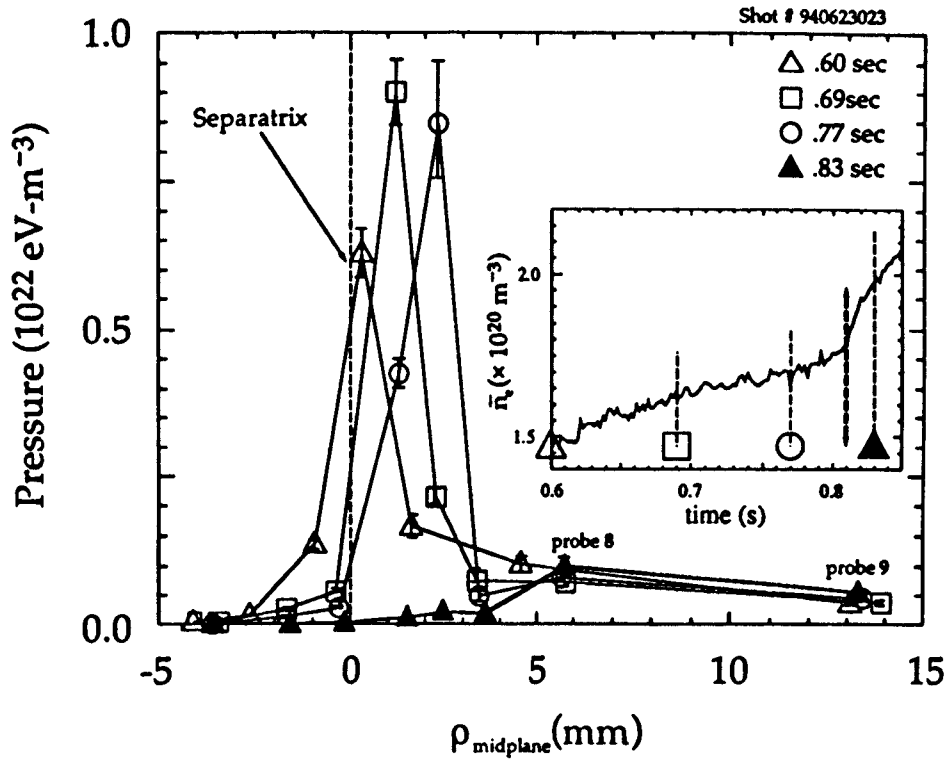 Shot # 940623023
1.0
0.5
0.0
Pressure (10²² eV-m⁻³)
Separatrix
.60 sec
.69sec
.77 sec
.83 sec
2.0
1.5
n̄ₑ (× 10²⁰ m⁻³)
0.6 0.7 0.8
time (s)
probe 8
probe 9
-5 0 5 10 15
ρmidplane(mm)